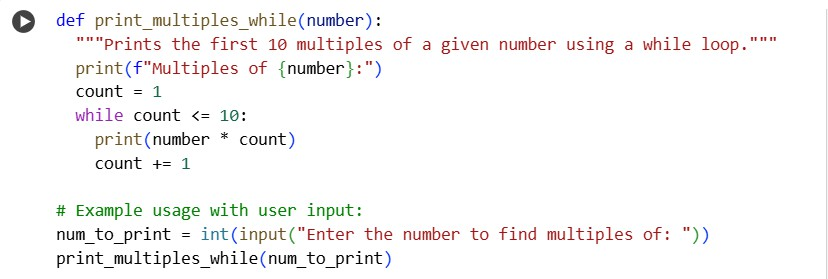 def print_multiples_while(number):
  """Prints the first 10 multiples of a given number using a while loop."""
  print(f"Multiples of {number}:")
  count = 1
  while count <= 10:
    print(number * count)
    count += 1

# Example usage with user input:
num_to_print = int(input("Enter the number to find multiples of: "))
print_multiples_while(num_to_print)